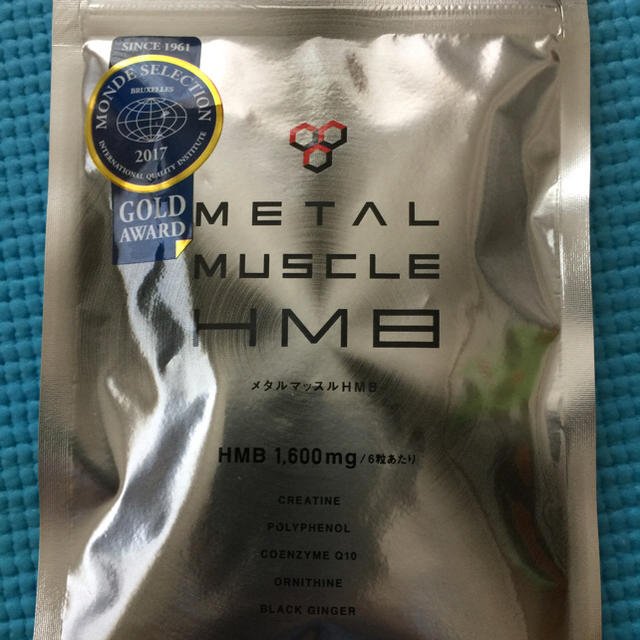 SINCE 1961
MONDE SELECTION
BRUXELLES
2017
INTERNATIONAL QUALITY INSTITUTE
GOLD
AWARD
METAL
MUSCLE
HMB
メタルマッスルHMB
HMB 1,600mg/6粒あたり
CREATINE
POLYPHENOL
COENZYME Q10
ORNITHINE
BLACK GINGER